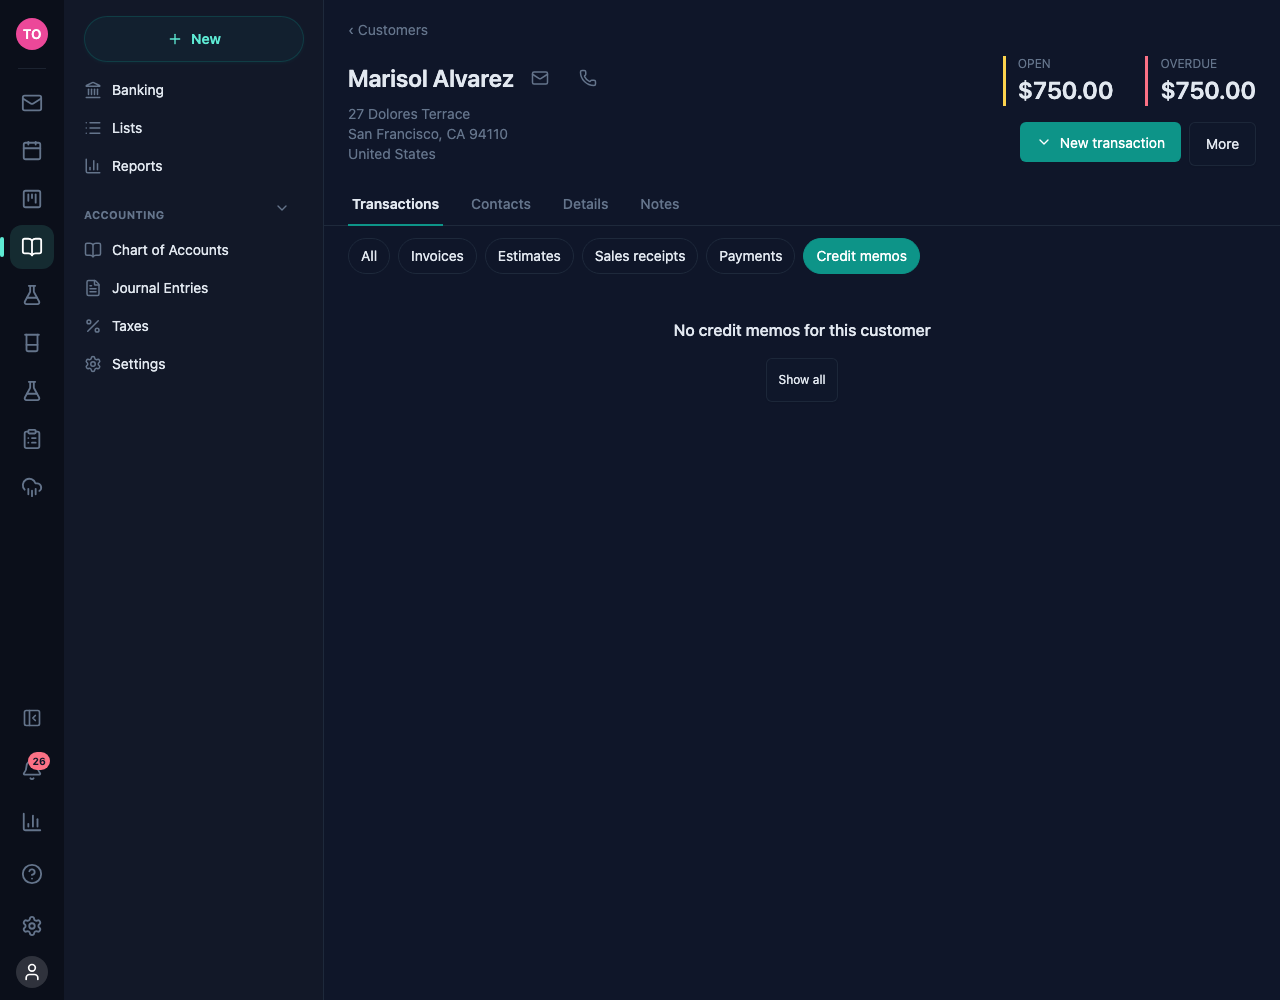 TO
New
Banking
Lists
Reports
ACCOUNTING
Chart of Accounts
Journal Entries
Taxes
Settings
26
‹ Customers
Marisol Alvarez
27 Dolores Terrace
San Francisco, CA 94110
United States
OPEN
$750.00
OVERDUE
$750.00
New transaction
More
Transactions Contacts Details Notes
All Invoices Estimates Sales receipts Payments Credit memos
No credit memos for this customer
Show all